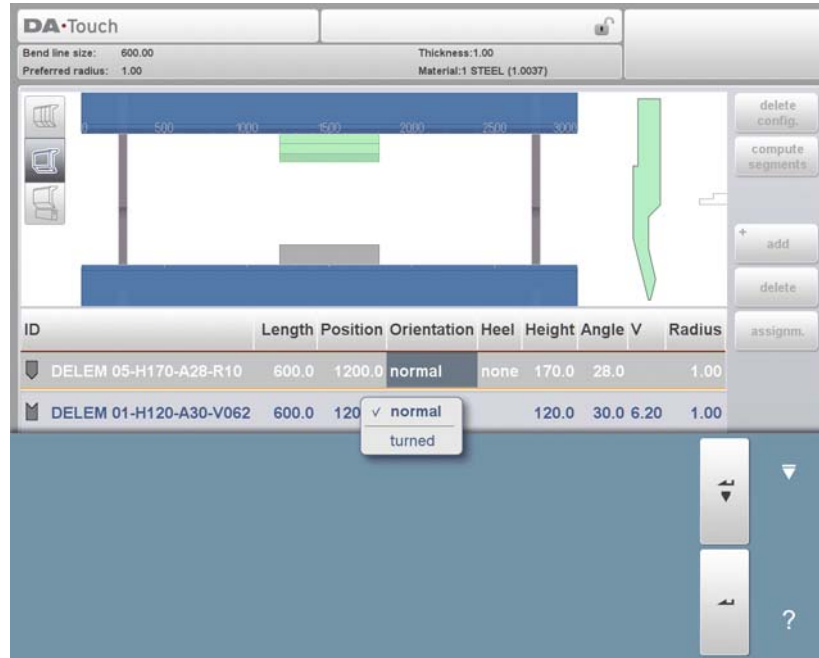 DA·Touch
Bend line size: 600.00 Thickness:1.00
Preferred radius: 1.00 Material:1 STEEL (1.0037)
0 500 1000 1500 2000 2500 3000
delete
config.
compute
segments
+ add
delete
assignm.
ID Length Position Orientation Heel Height Angle V Radius
DELEM 05-H170-A28-R10 600.0 1200.0 normal none 170.0 28.0 1.00
DELEM 01-H120-A30-V062 600.0 120 120.0 30.0 6.20 1.00
✓ normal
turned
?